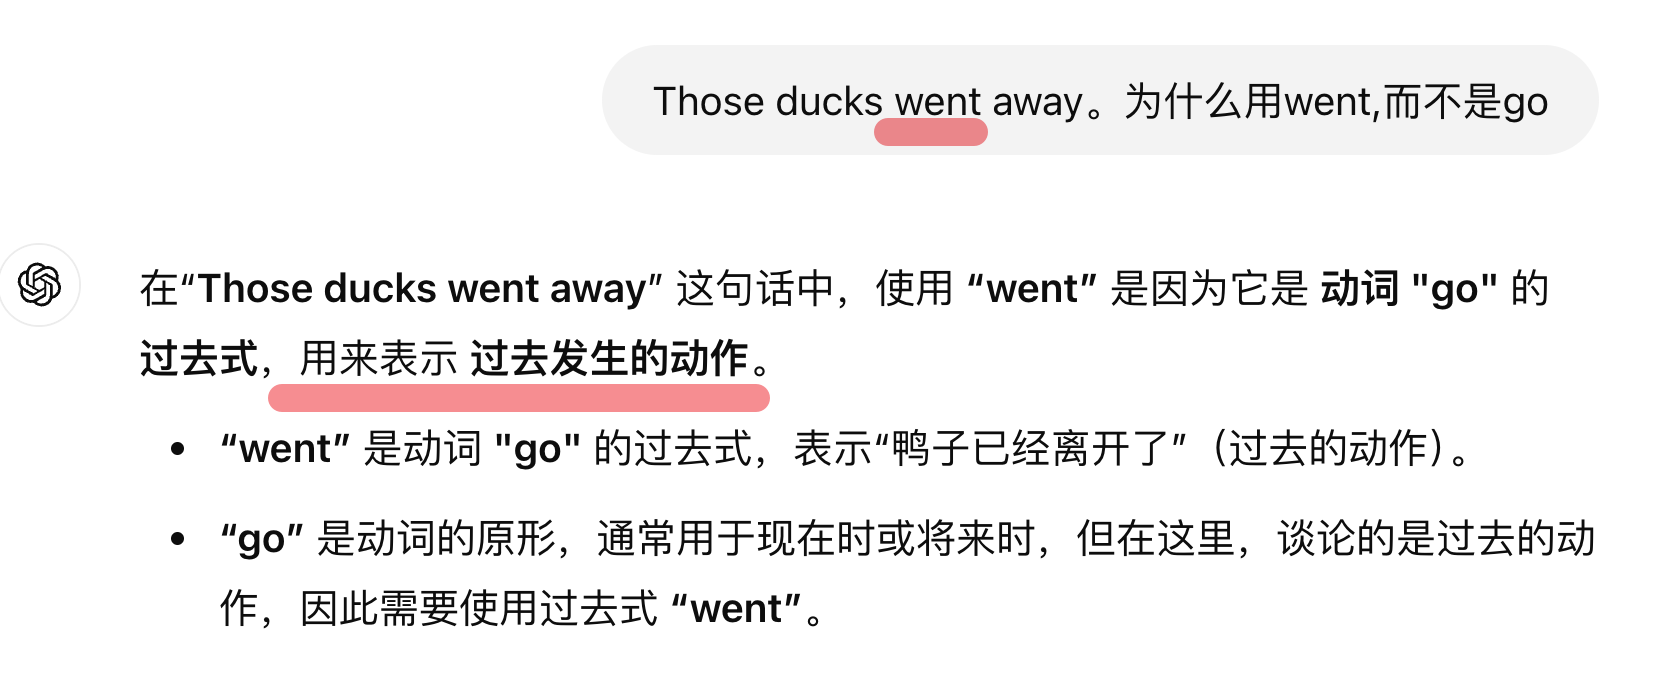 Those ducks went away。为什么用went,而不是go
在“Those ducks went away” 这句话中，使用 “went” 是因为它是 动词 "go" 的
过去式，用来表示 过去发生的动作。
“went” 是动词 "go" 的过去式，表示“鸭子已经离开了”（过去的动作）。
“go” 是动词的原形，通常用于现在时或将来时，但在这里，谈论的是过去的动
作，因此需要使用过去式 “went”。